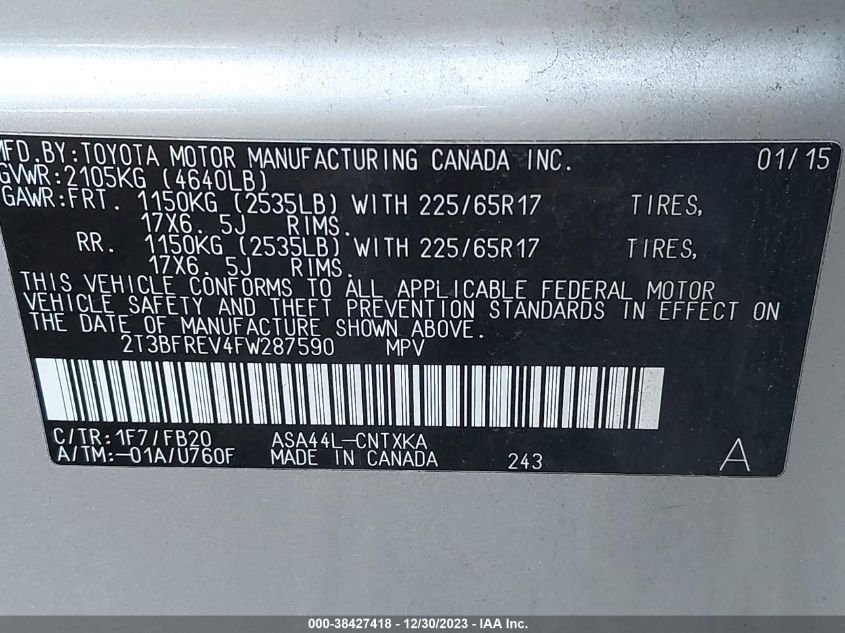 MFD.BY:TOYOTA MOTOR MANUFACTURING CANADA INC. 01/15
GVWR:2105KG (4640LB)
GAWR:FRT. 1150KG (2535LB) WITH 225/65R17 TIRES,
17X6. 5J RIMS.
RR. 1150KG (2535LB) WITH 225/65R17 TIRES,
17X6. 5J RIMS.
THIS VEHICLE CONFORMS TO ALL APPLICABLE FEDERAL MOTOR
VEHICLE SAFETY AND THEFT PREVENTION STANDARDS IN EFFECT ON
THE DATE OF MANUFACTURE SHOWN ABOVE.
2T3BFREV4FW287590 MPV
C/TR:1F7/FB20 ASA44L-CNTXKA
A/TM:-01A/U760F MADE IN CANADA 243 A
000-38427418 - 12/30/2023 - IAA Inc.